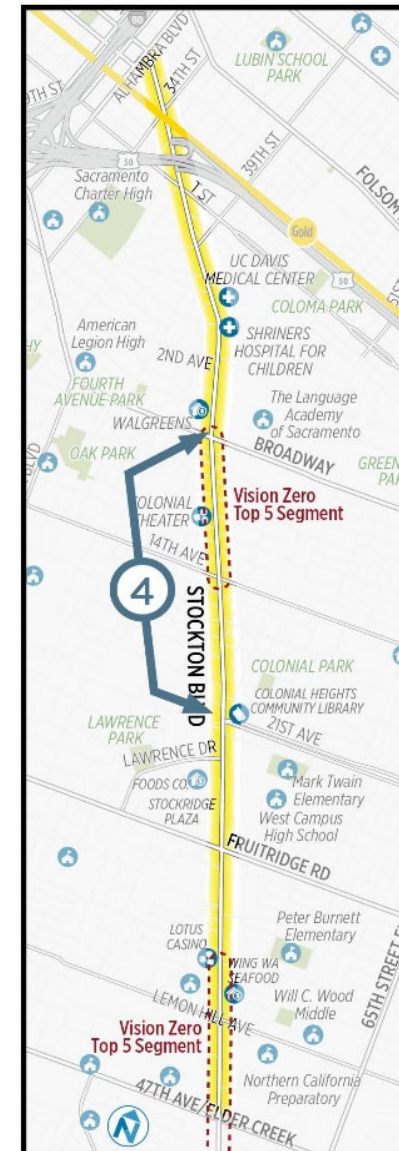 80
ALHAMBRA BLVD
34TH ST
LUBIN SCHOOL
PARK
50
39TH ST
FOLSOM
Sacramento
Charter High
T ST
Gold
UC DAVIS
MEDICAL CENTER
50
COLOMA PARK
American
Legion High
SHRINERS
HOSPITAL FOR
CHILDREN
2ND AVE
FOURTH
AVENUE PARK
The Language
Academy
of Sacramento
WALGREENS
BROADWAY
OAK PARK
GREEN
Vision Zero
Top 5 Segment
COLONIAL
THEATER
14TH AVE
4
STOCKTON BLVD
COLONIAL PARK
COLONIAL HEIGHTS
COMMUNITY LIBRARY
21ST AVE
LAWRENCE
PARK
LAWRENCE DR
FOODS CO.
STOCKRIDGE
PLAZA
Mark Twain
Elementary
West Campus
High School
FRUITRIDGE RD
Peter Burnett
Elementary
LOTUS
CASINO
WING WA
SEAFOOD
65TH STREET
LEMON HILL AVE
Will C. Wood
Middle
Vision Zero
Top 5 Segment
Northern California
Preparatory
47TH AVE/ELDER CREEK
N